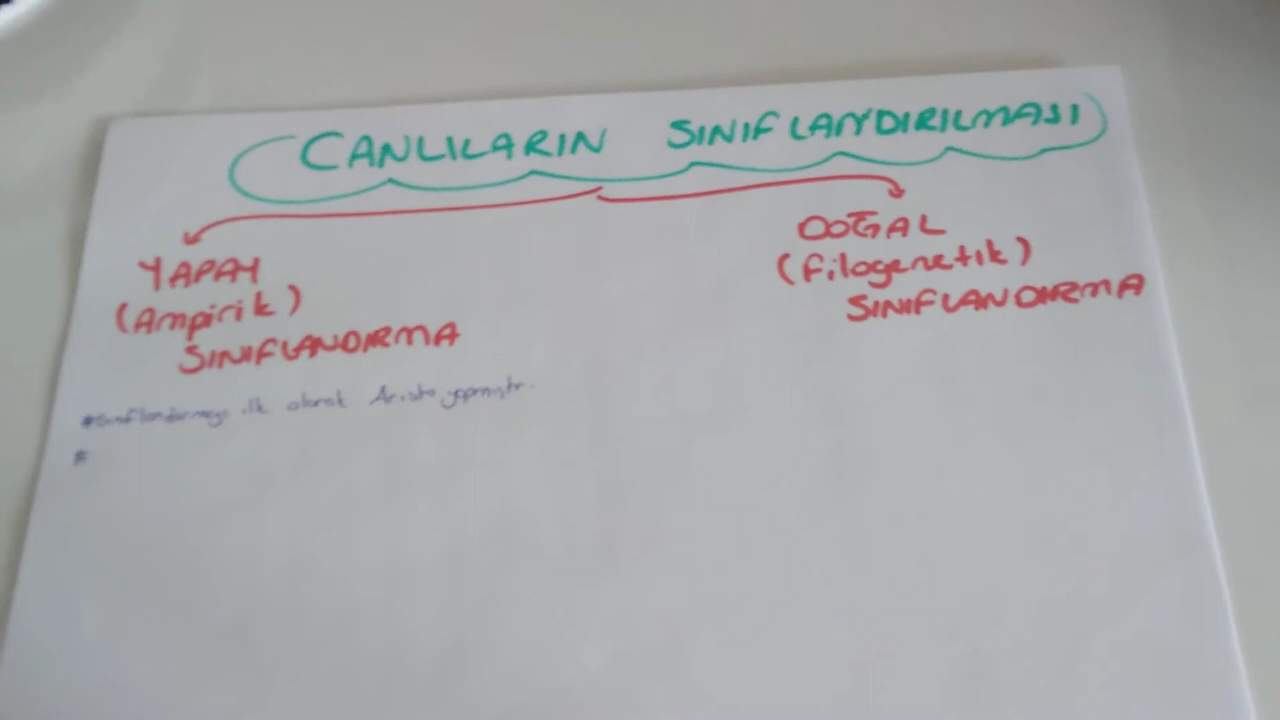 CANLILARIN SINIFLANDIRILMASI
YAPAY
(Ampirik)
SINIFLANDIRMA
DOĞAL
(filogenetik)
SINIFLANDIRMA
#Sınıflandırmayı ilk olarak Aristo yapmıştır.
#